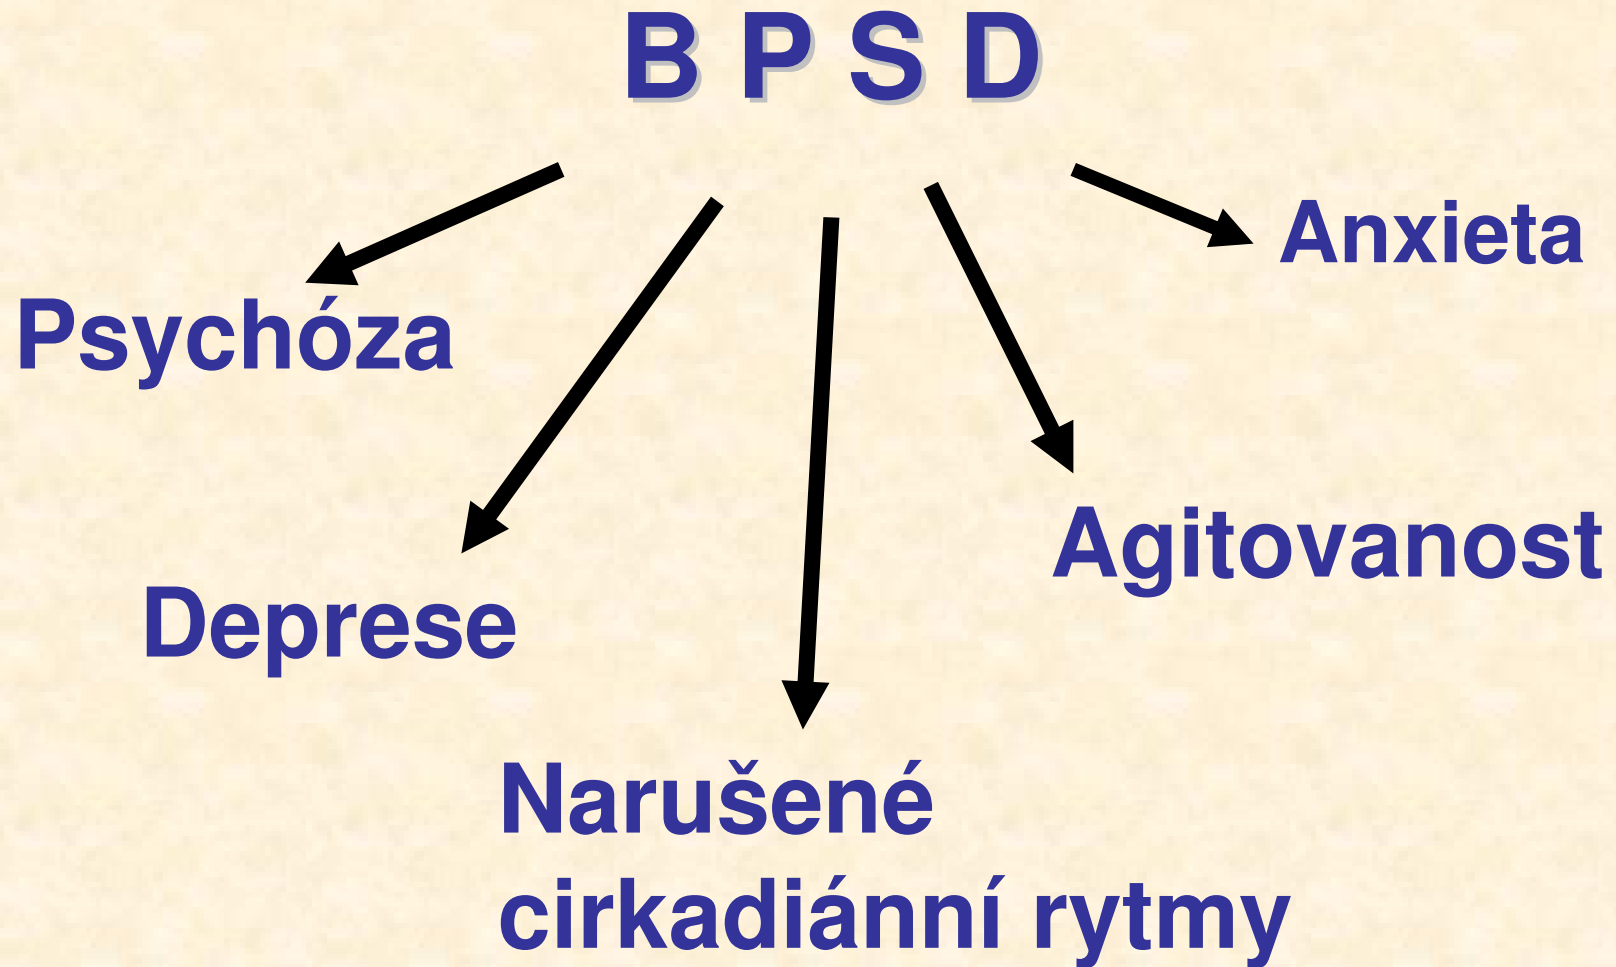 B P S D
Anxieta
Psychóza
Agitovanost
Deprese
Narušené
cirkadiánní rytmy